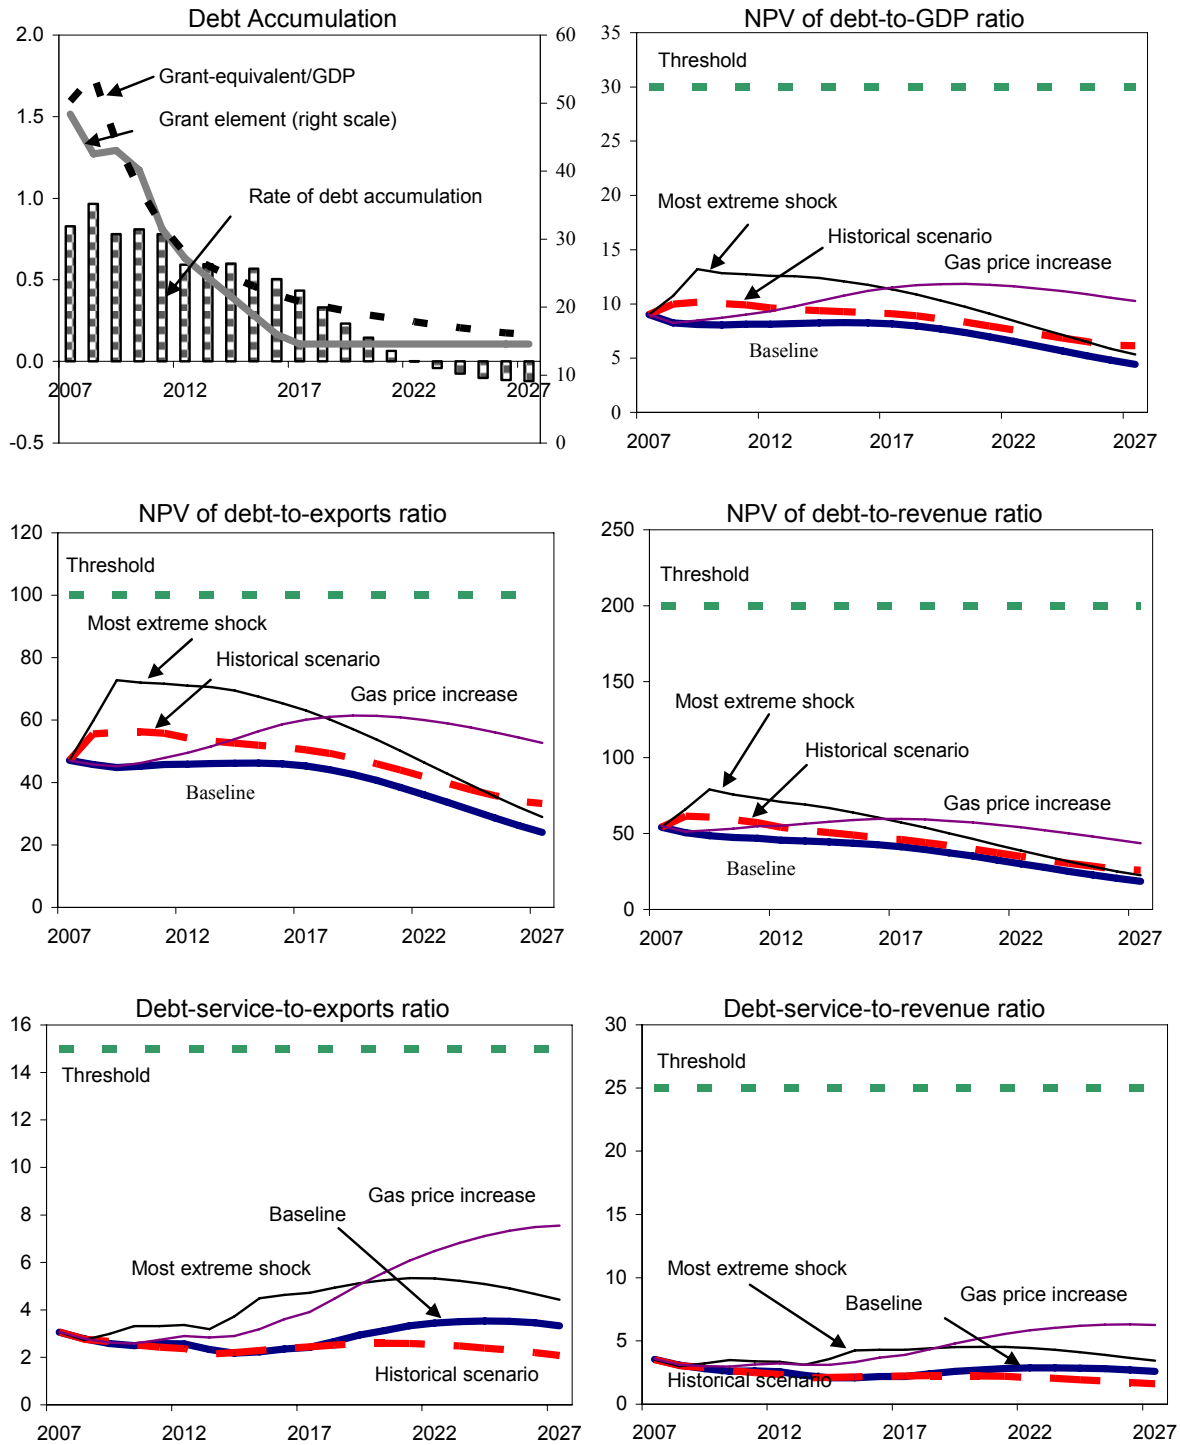 Debt Accumulation
2.0
1.5
1.0
0.5
0.0
-0.5
60
50
40
30
20
10
0
Grant-equivalent/GDP
Grant element (right scale)
Rate of debt accumulation
2007 2012 2017 2022 2027
NPV of debt-to-GDP ratio
35
30
25
20
15
10
5
0
Threshold
Most extreme shock
Historical scenario
Gas price increase
Baseline
2007 2012 2017 2022 2027
NPV of debt-to-exports ratio
120
100
80
60
40
20
0
Threshold
Most extreme shock
Historical scenario
Gas price increase
Baseline
2007 2012 2017 2022 2027
NPV of debt-to-revenue ratio
250
200
150
100
50
0
Threshold
Most extreme shock
Historical scenario
Gas price increase
Baseline
2007 2012 2017 2022 2027
Debt-service-to-exports ratio
16
14
12
10
8
6
4
2
0
Threshold
Gas price increase
Baseline
Most extreme shock
Historical scenario
2007 2012 2017 2022 2027
Debt-service-to-revenue ratio
30
25
20
15
10
5
0
Threshold
Most extreme shock
Baseline
Gas price increase
Historical scenario
2007 2012 2017 2022 2027